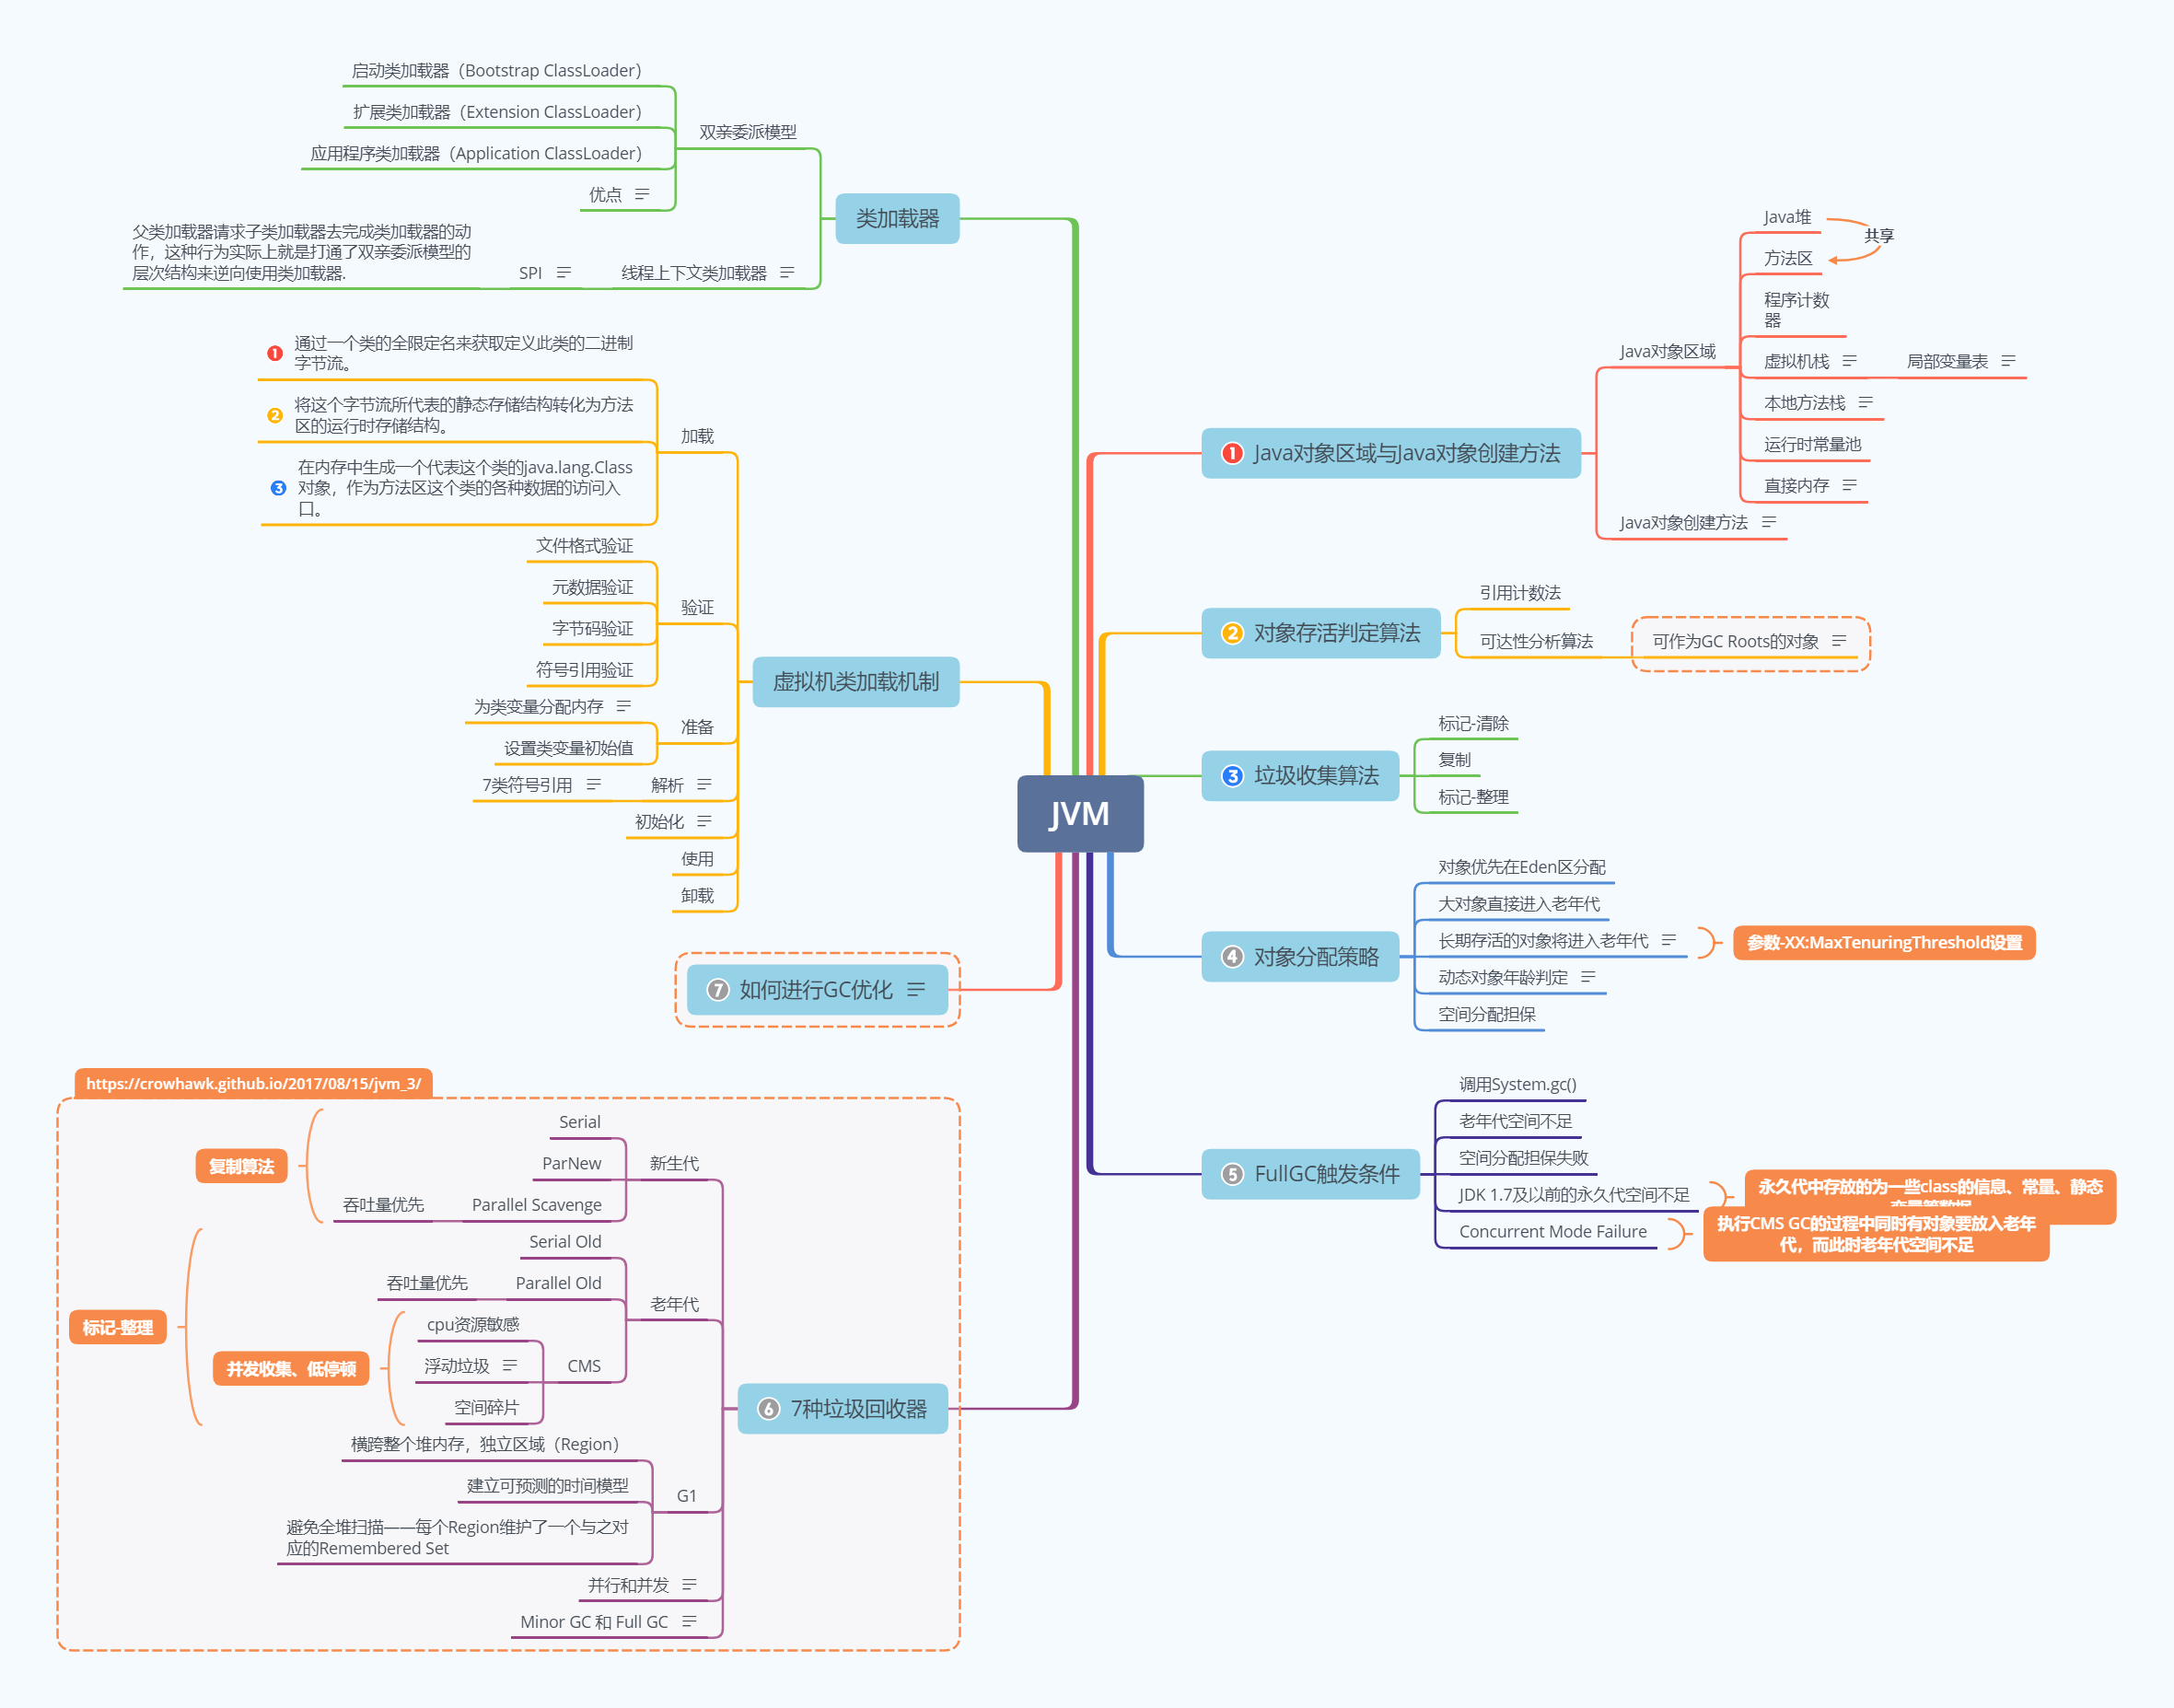 JVM
1 Java对象区域与Java对象创建方法
Java对象区域
Java堆
共享
方法区
程序计数
器
虚拟机栈
局部变量表
本地方法栈
运行时常量池
直接内存
Java对象创建方法
2 对象存活判定算法
引用计数法
可达性分析算法
可作为GC Roots的对象
3 垃圾收集算法
标记-清除
复制
标记-整理
4 对象分配策略
对象优先在Eden区分配
大对象直接进入老年代
长期存活的对象将进入老年代
参数-XX:MaxTenuringThreshold设置
动态对象年龄判定
空间分配担保
5 FullGC触发条件
调用System.gc()
老年代空间不足
空间分配担保失败
JDK 1.7及以前的永久代空间不足
永久代中存放的为一些class的信息、常量、静态
Concurrent Mode Failure
执行CMS GC的过程中同时有对象要放入老年
代，而此时老年代空间不足
类加载器
双亲委派模型
启动类加载器（Bootstrap ClassLoader）
扩展类加载器（Extension ClassLoader）
应用程序类加载器（Application ClassLoader）
优点
线程上下文类加载器
SPI
父类加载器请求子类加载器去完成类加载器的动
作，这种行为实际上就是打通了双亲委派模型的
层次结构来逆向使用类加载器.
虚拟机类加载机制
加载
1 通过一个类的全限定名来获取定义此类的二进制
字节流。
2 将这个字节流所代表的静态存储结构转化为方法
区的运行时存储结构。
3 在内存中生成一个代表这个类的java.lang.Class
对象，作为方法区这个类的各种数据的访问入
口。
验证
文件格式验证
元数据验证
字节码验证
符号引用验证
准备
为类变量分配内存
设置类变量初始值
解析
7类符号引用
初始化
使用
卸载
7 如何进行GC优化
https://crowhawk.github.io/2017/08/15/jvm_3/
6 7种垃圾回收器
新生代
Serial
ParNew
Parallel Scavenge
吞吐量优先
复制算法
老年代
Serial Old
Parallel Old
吞吐量优先
CMS
cpu资源敏感
浮动垃圾
空间碎片
并发收集、低停顿
标记-整理
G1
横跨整个堆内存，独立区域（Region）
建立可预测的时间模型
避免全堆扫描——每个Region维护了一个与之对
应的Remembered Set
并行和并发
Minor GC 和 Full GC